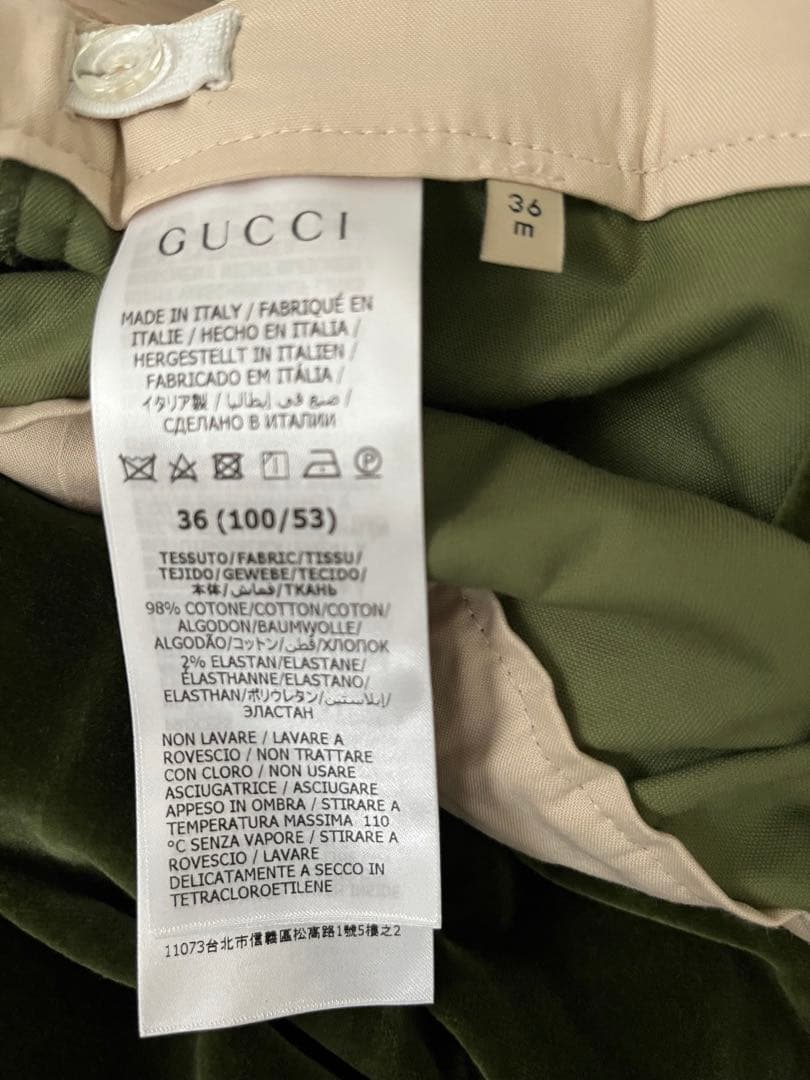 GUCCI
36
m
MADE IN ITALY / FABRIQUÉ EN
ITALIE / HECHO EN ITALIA /
HERGESTELLT IN ITALIEN /
FABRICADO EM ITÁLIA /
イタリア製 / صنع في إيطاليا /
СДЕЛАНО В ИТАЛИИ
36 (100/53)
TESSUTO/FABRIC/TISSU/
TEJIDO/GEWEBE/TECIDO/
本体/قماش/ТКАНЬ
98% COTONE/COTTON/COTON/
ALGODON/BAUMWOLLE/
ALGODÃO/コットン/قطن/ХЛОПОК
2% ELASTAN/ELASTANE/
ÉLASTHANNE/ELASTANO/
ELASTHAN/ポリウレタン/إيلاستين/
ЭЛАСТАН
NON LAVARE / LAVARE A
ROVESCIO / NON TRATTARE
CON CLORO / NON USARE
ASCIUGATRICE / ASCIUGARE
APPESO IN OMBRA / STIRARE A
TEMPERATURA MASSIMA 110
°C SENZA VAPORE / STIRARE A
ROVESCIO / LAVARE
DELICATAMENTE A SECCO IN
TETRACLOROETILENE
11073台北市信義區松高路1號5樓之2